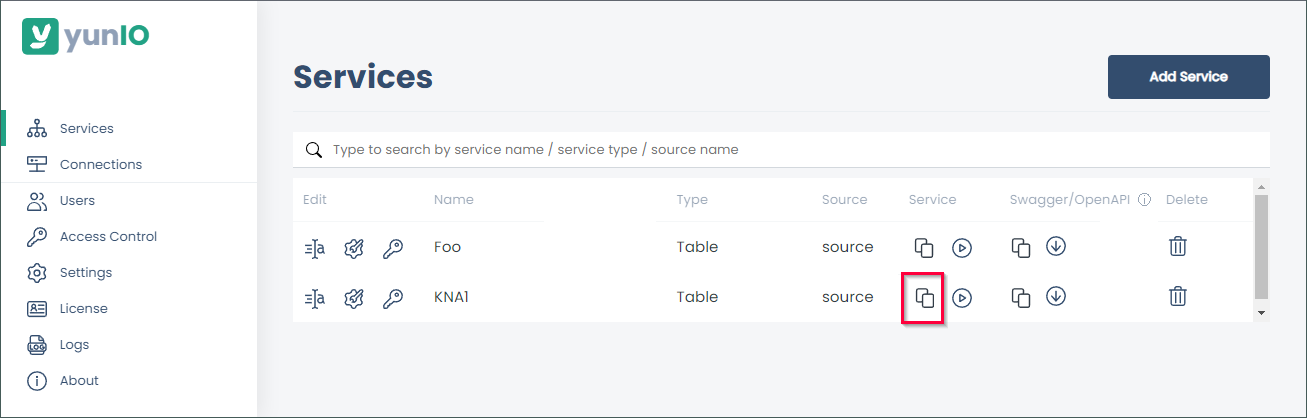 yunIO
Services
Add Service
Services
Connections
Users
Access Control
Settings
License
Logs
About
Type to search by service name / service type / source name
Edit Name Type Source Service Swagger/OpenAPI Delete
Foo Table source
KNA1 Table source